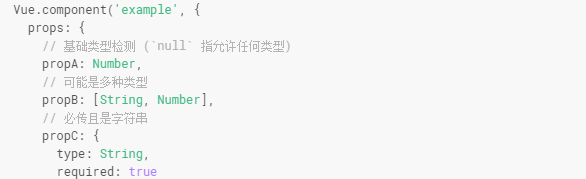 Vue.component('example', {
props: {
// 基础类型检测 (`null` 指允许任何类型)
propA: Number,
// 可能是多种类型
propB: [String, Number],
// 必传且是字符串
propC: {
type: String,
required: true